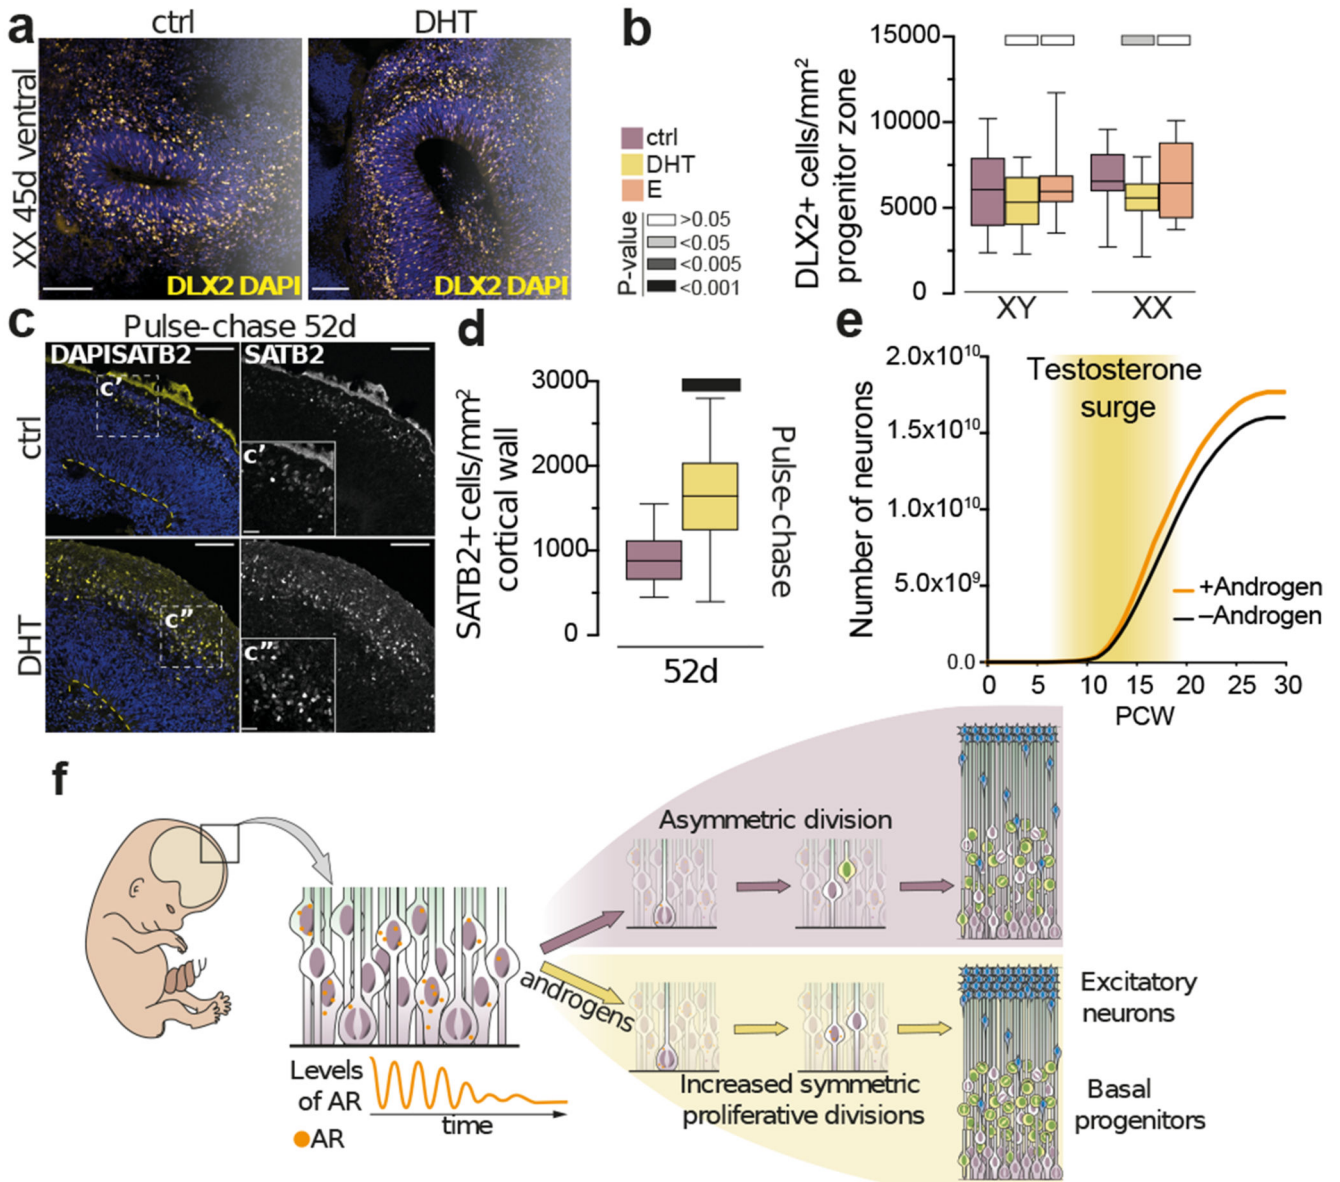 a
ctrl
DHT
XX 45d ventral
DLX2 DAPI
DLX2 DAPI
b
ctrl
DHT
E
P-value
>0.05
<0.05
<0.005
<0.001
DLX2+ cells/mm²
progenitor zone
15000
10000
5000
0
XY
XX
c
Pulse-chase 52d
DAPISATB2
SATB2
c'
c'
ctrl
DHT
c"
c"
d
SATB2+ cells/mm²
cortical wall
3000
2000
1000
0
52d
Pulse-chase
e
Number of neurons
2.0x10¹⁰
1.5x10¹⁰
1.0x10¹⁰
5.0x10⁹
0.0
Testosterone
surge
+Androgen
–Androgen
0 5 10 15 20 25 30
PCW
f
Asymmetric division
androgens
Increased symmetric
proliferative divisions
Excitatory
neurons
Basal
progenitors
Levels
of AR
AR
time